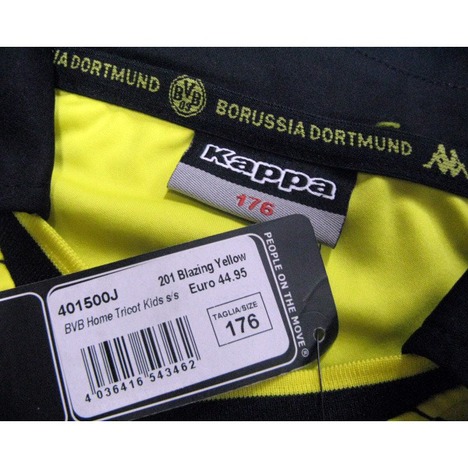 IA DORTMUND BVB 09 BORUSSIA DORTMUND
Kappa
176
401500J
201 Blazing Yellow
BVB Home Tricot Kids s/s
Euro 44.95
TAGLIA/SIZE
176
4 036416 543462
PEOPLE ON
THE MOVE®